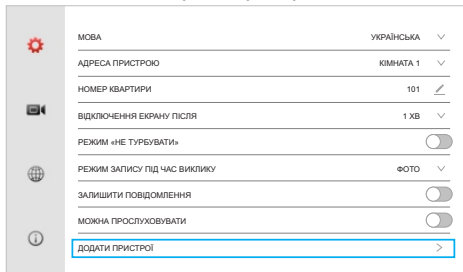 МОВА УКРАЇНСЬКА
АДРЕСА ПРИСТРОЮ КІМНАТА 1
НОМЕР КВАРТИРИ 101
ВІДКЛЮЧЕННЯ ЕКРАНУ ПІСЛЯ 1 ХВ
РЕЖИМ «НЕ ТУРБУВАТИ»
РЕЖИМ ЗАПИСУ ПІД ЧАС ВИКЛИКУ ФОТО
ЗАЛИШИТИ ПОВІДОМЛЕННЯ
МОЖНА ПРОСЛУХОВУВАТИ
ДОДАТИ ПРИСТРОЇ